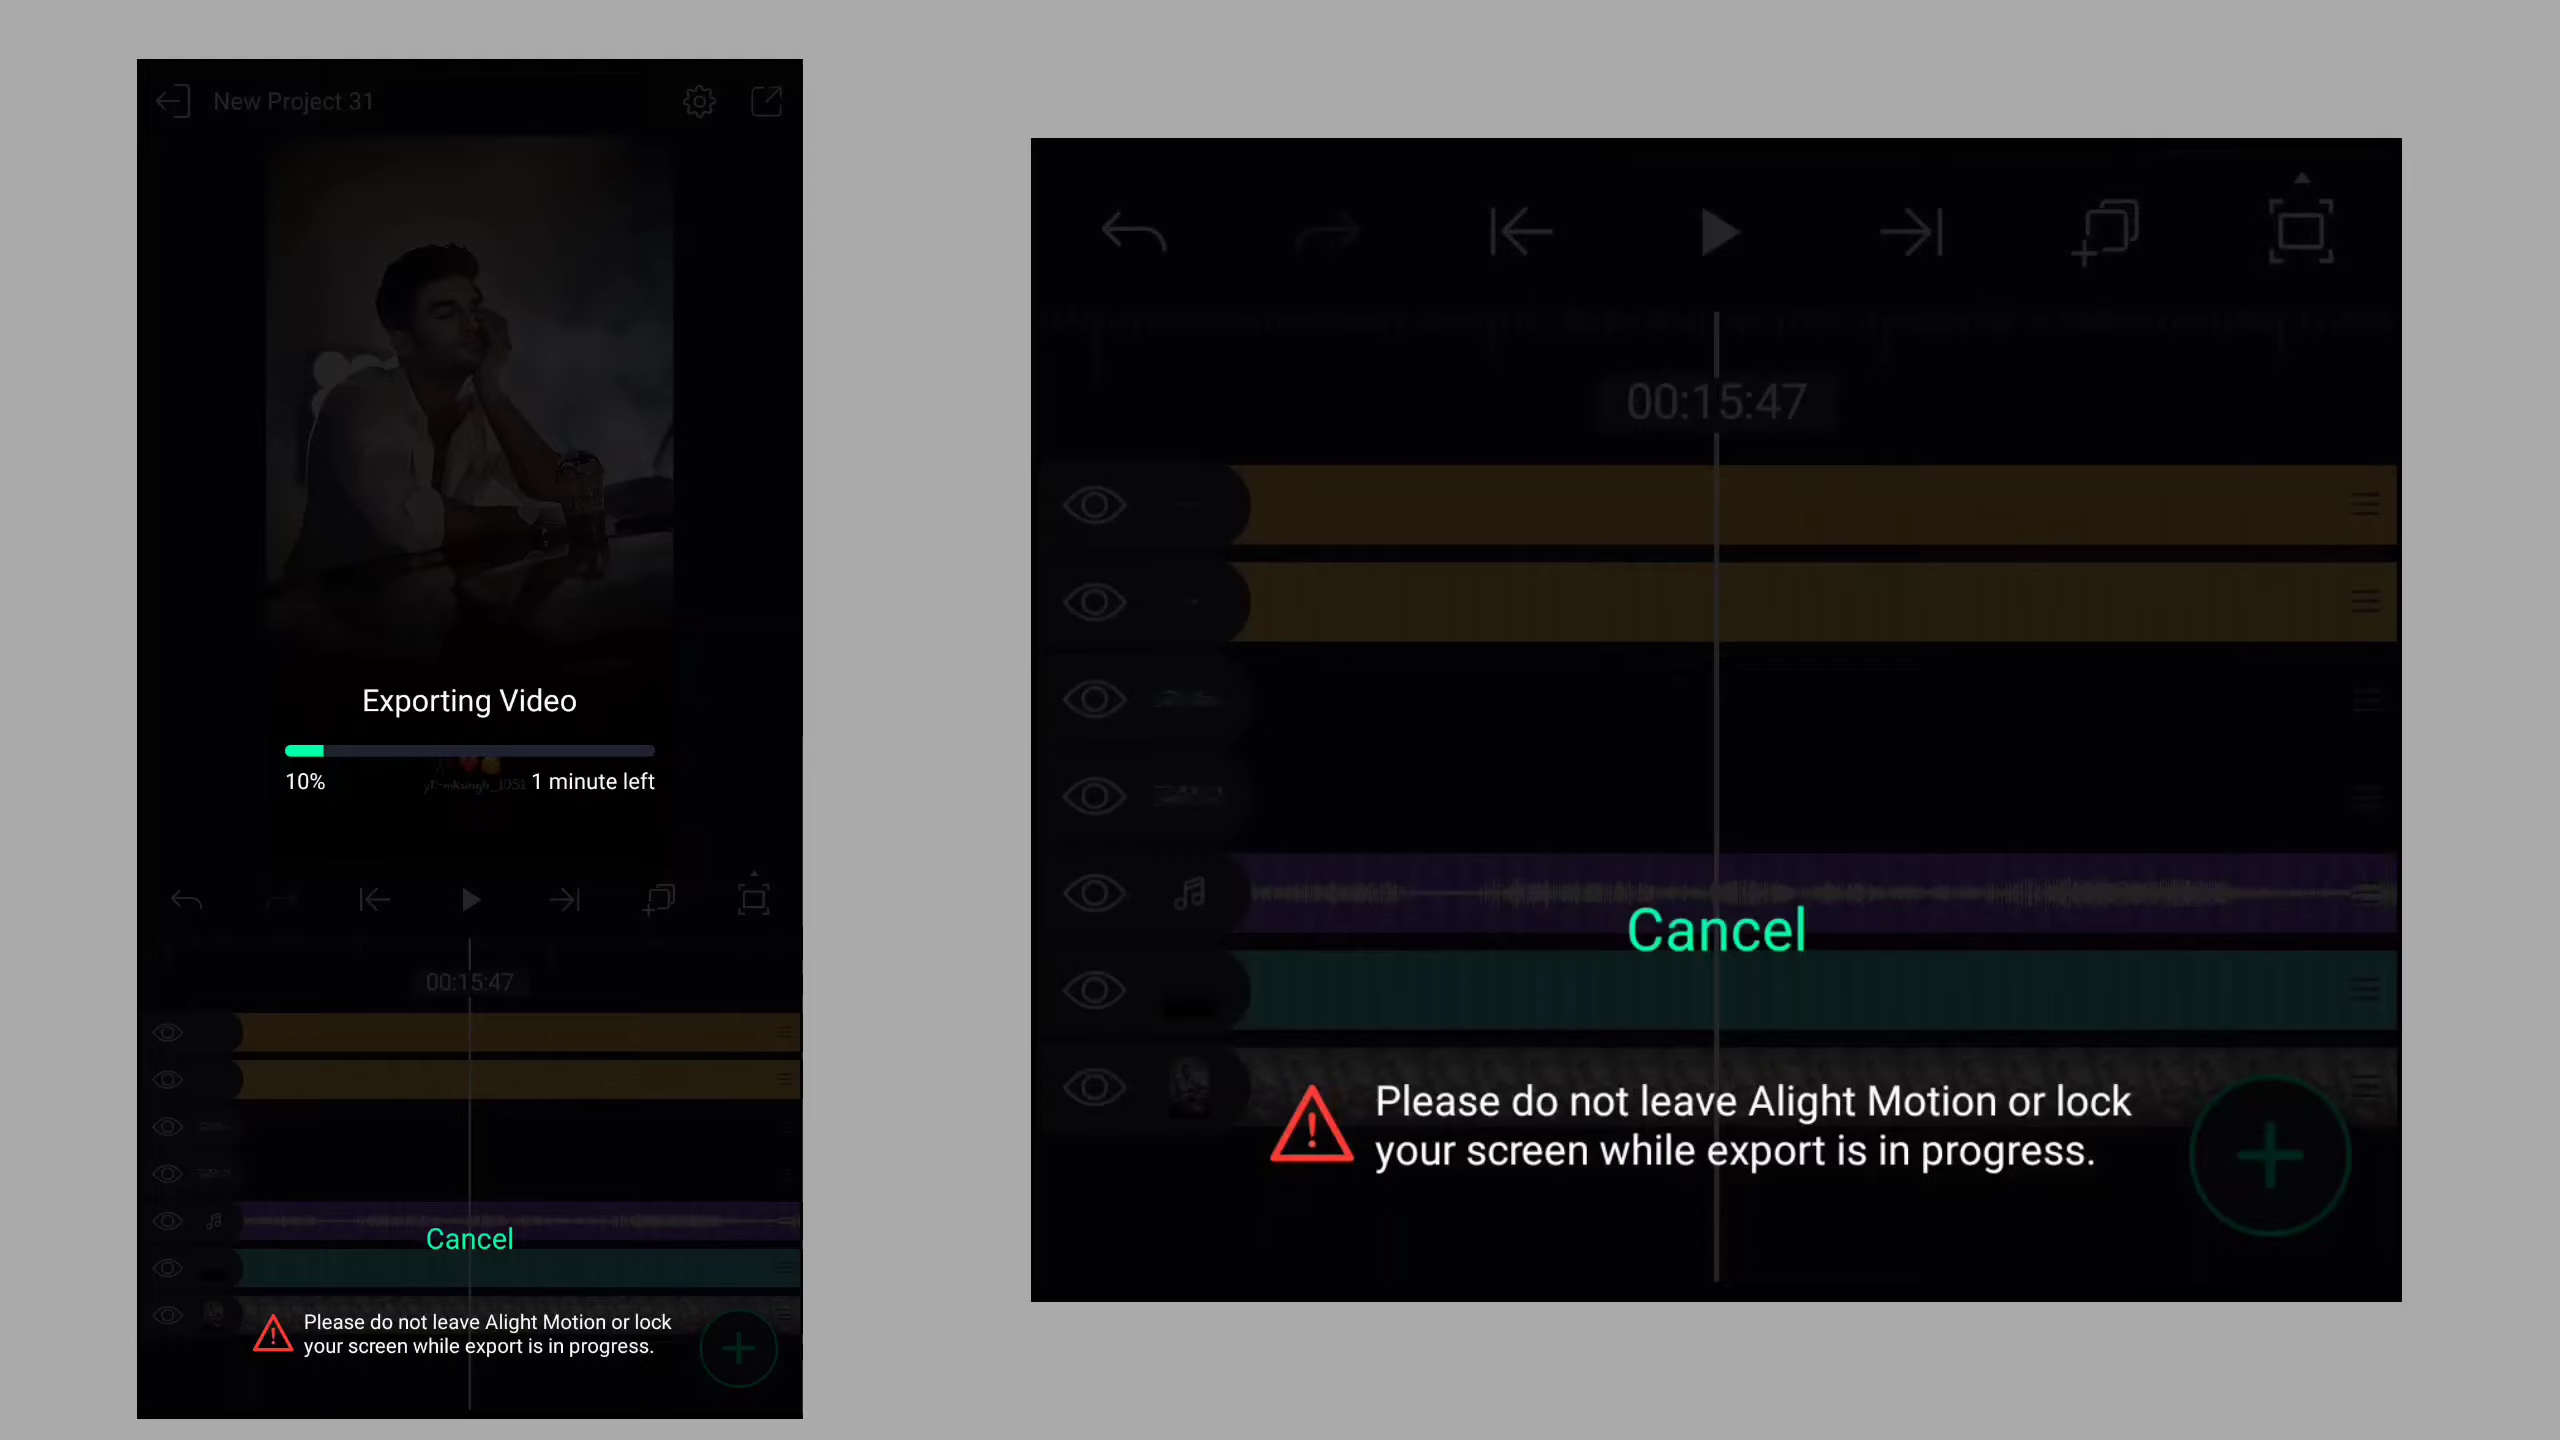 New Project 31
Exporting Video
10%
1 minute left
00:15:47
Cancel
Please do not leave Alight Motion or lock
your screen while export is in progress.
00:15:47
Cancel
Please do not leave Alight Motion or lock
your screen while export is in progress.